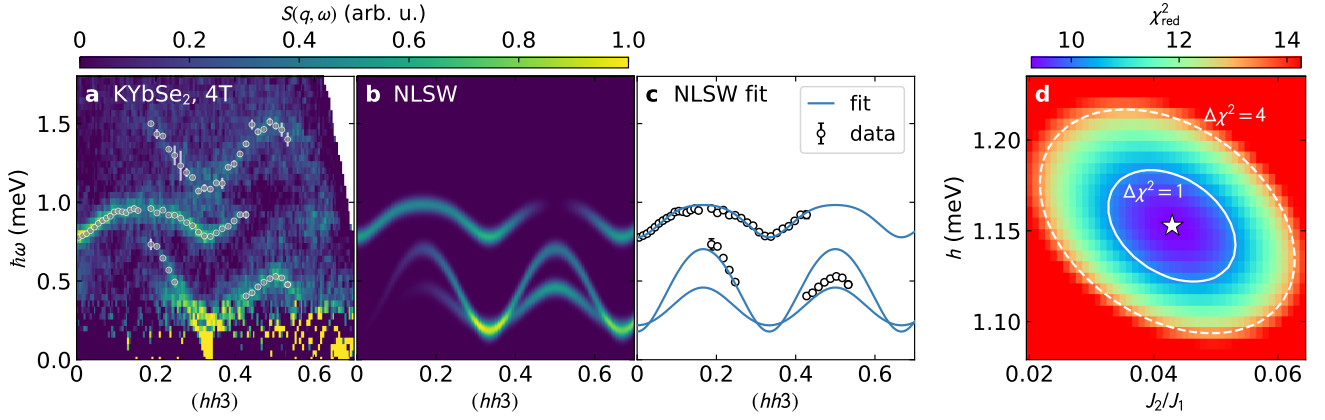 S(q, ω) (arb. u.)
0 0.2 0.4 0.6 0.8 1.0
a KYbSe₂, 4T
ħω (meV)
1.5
1.0
0.5
0.0
0 0.2 0.4 0.6
(hh3)
b NLSW
0 0.2 0.4 0.6
(hh3)
c NLSW fit
fit
data
0 0.2 0.4 0.6
(hh3)
χ²red
10 12 14
d
Δχ² = 4
Δχ² = 1
h (meV)
1.20
1.15
1.10
0.02 0.04 0.06
J₂/J₁